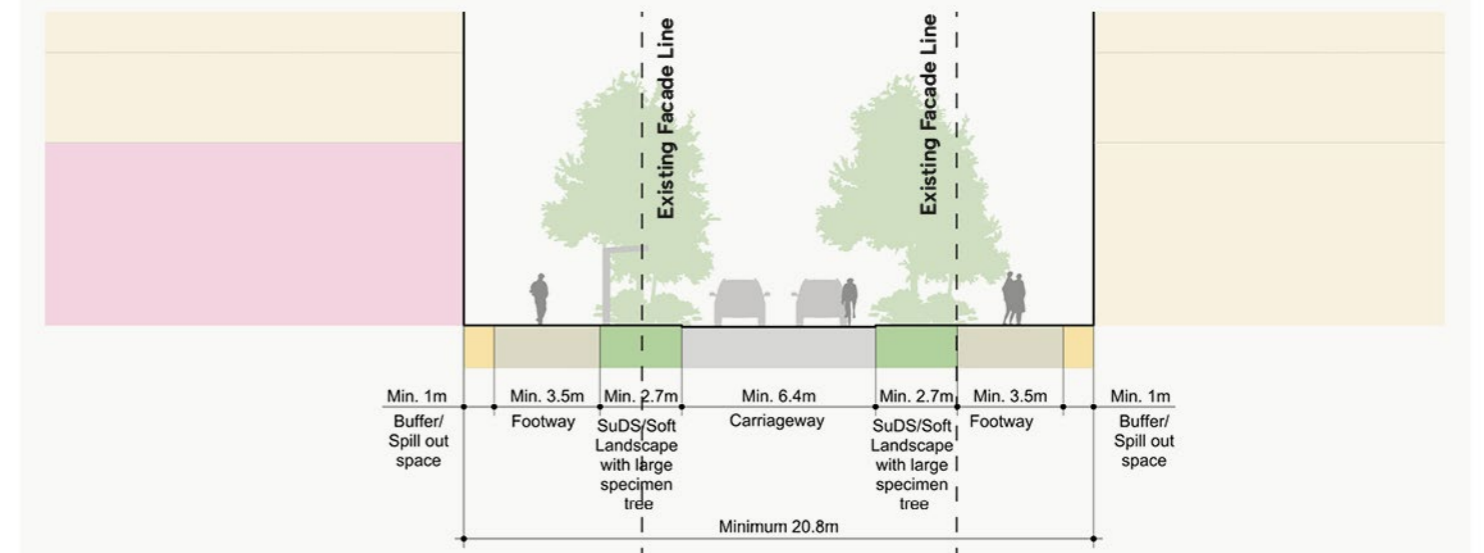 Existing Facade Line
Existing Facade Line
Min. 1m
Min. 3.5m
Min. 2.7m
Min. 6.4m
Min. 2.7m
Min. 3.5m
Min. 1m
Buffer/
Spill out
space
Footway
SuDS/Soft
Landscape
with large
specimen
tree
Carriageway
SuDS/Soft
Landscape
with large
specimen
tree
Footway
Buffer/
Spill out
space
Minimum 20.8m